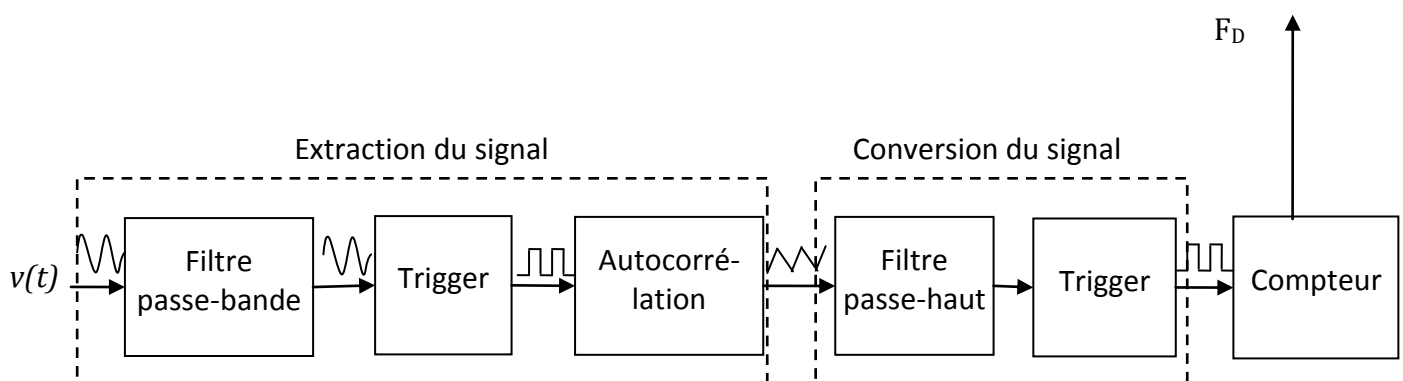 F_D
Extraction du signal
Conversion du signal
v(t)
Filtre
passe-bande
Trigger
Autocorré-
lation
Filtre
passe-haut
Trigger
Compteur